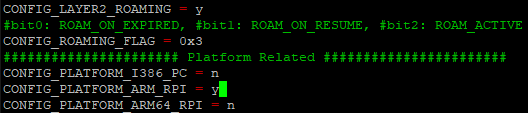 CONFIG_LAYER2_ROAMING = y
#bit0: ROAM_ON_EXPIRED, #bit1: ROAM_ON_RESUME, #bit2: ROAM_ACTIVE
CONFIG_ROAMING_FLAG = 0x3
###################### Platform Related #######################
CONFIG_PLATFORM_I386_PC = n
CONFIG_PLATFORM_ARM_RPI = y
CONFIG_PLATFORM_ARM64_RPI = n